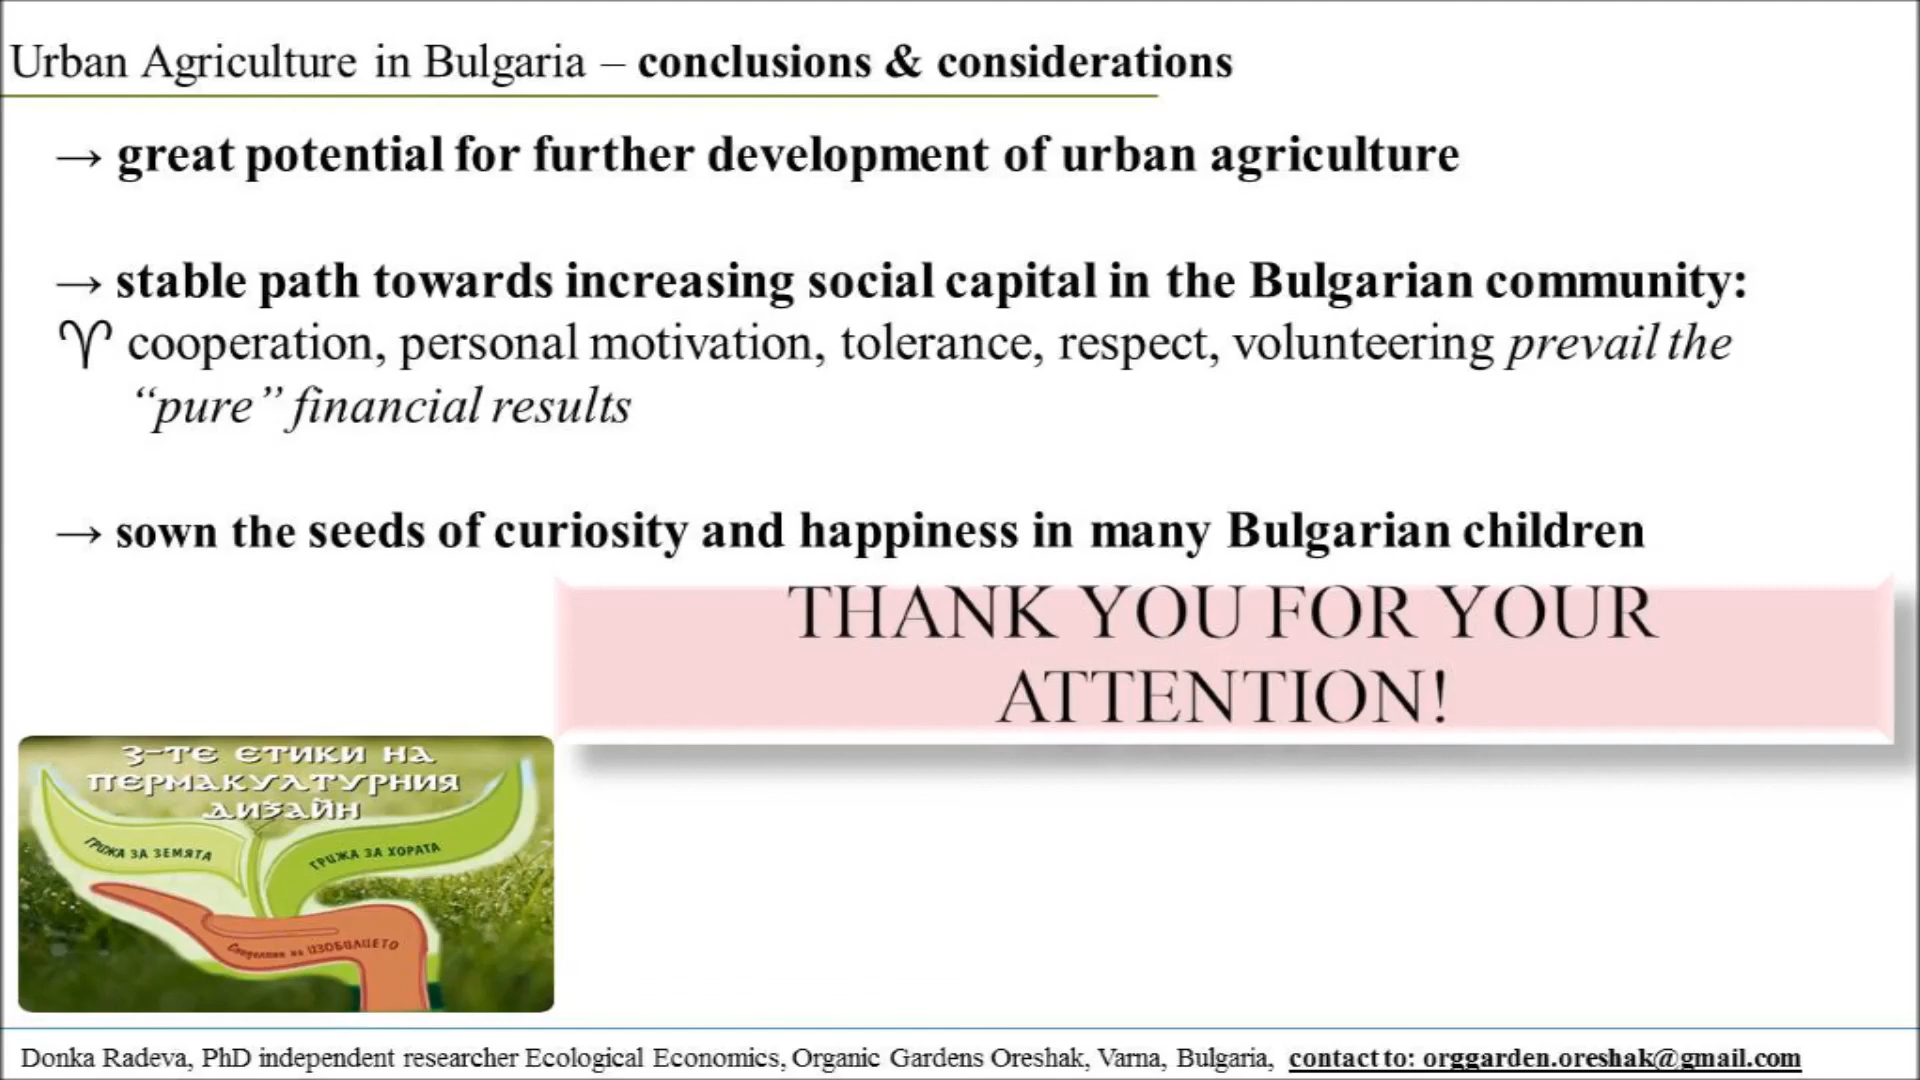 Urban Agriculture in Bulgaria – conclusions & considerations
→ great potential for further development of urban agriculture
→ stable path towards increasing social capital in the Bulgarian community:
♈ cooperation, personal motivation, tolerance, respect, volunteering prevail the
“pure” financial results
→ sown the seeds of curiosity and happiness in many Bulgarian children
THANK YOU FOR YOUR
ATTENTION!
3-ТЕ ЕТИКИ НА
ПЕРМАКУЛТУРНИЯ
ДИЗАЙН
ГРИЖА ЗА ЗЕМЯТА
ГРИЖА ЗА ХОРАТА
Споделяне на ИЗОБИЛИЕТО
Donka Radeva, PhD independent researcher Ecological Economics, Organic Gardens Oreshak, Varna, Bulgaria, contact to: orggarden.oreshak@gmail.com